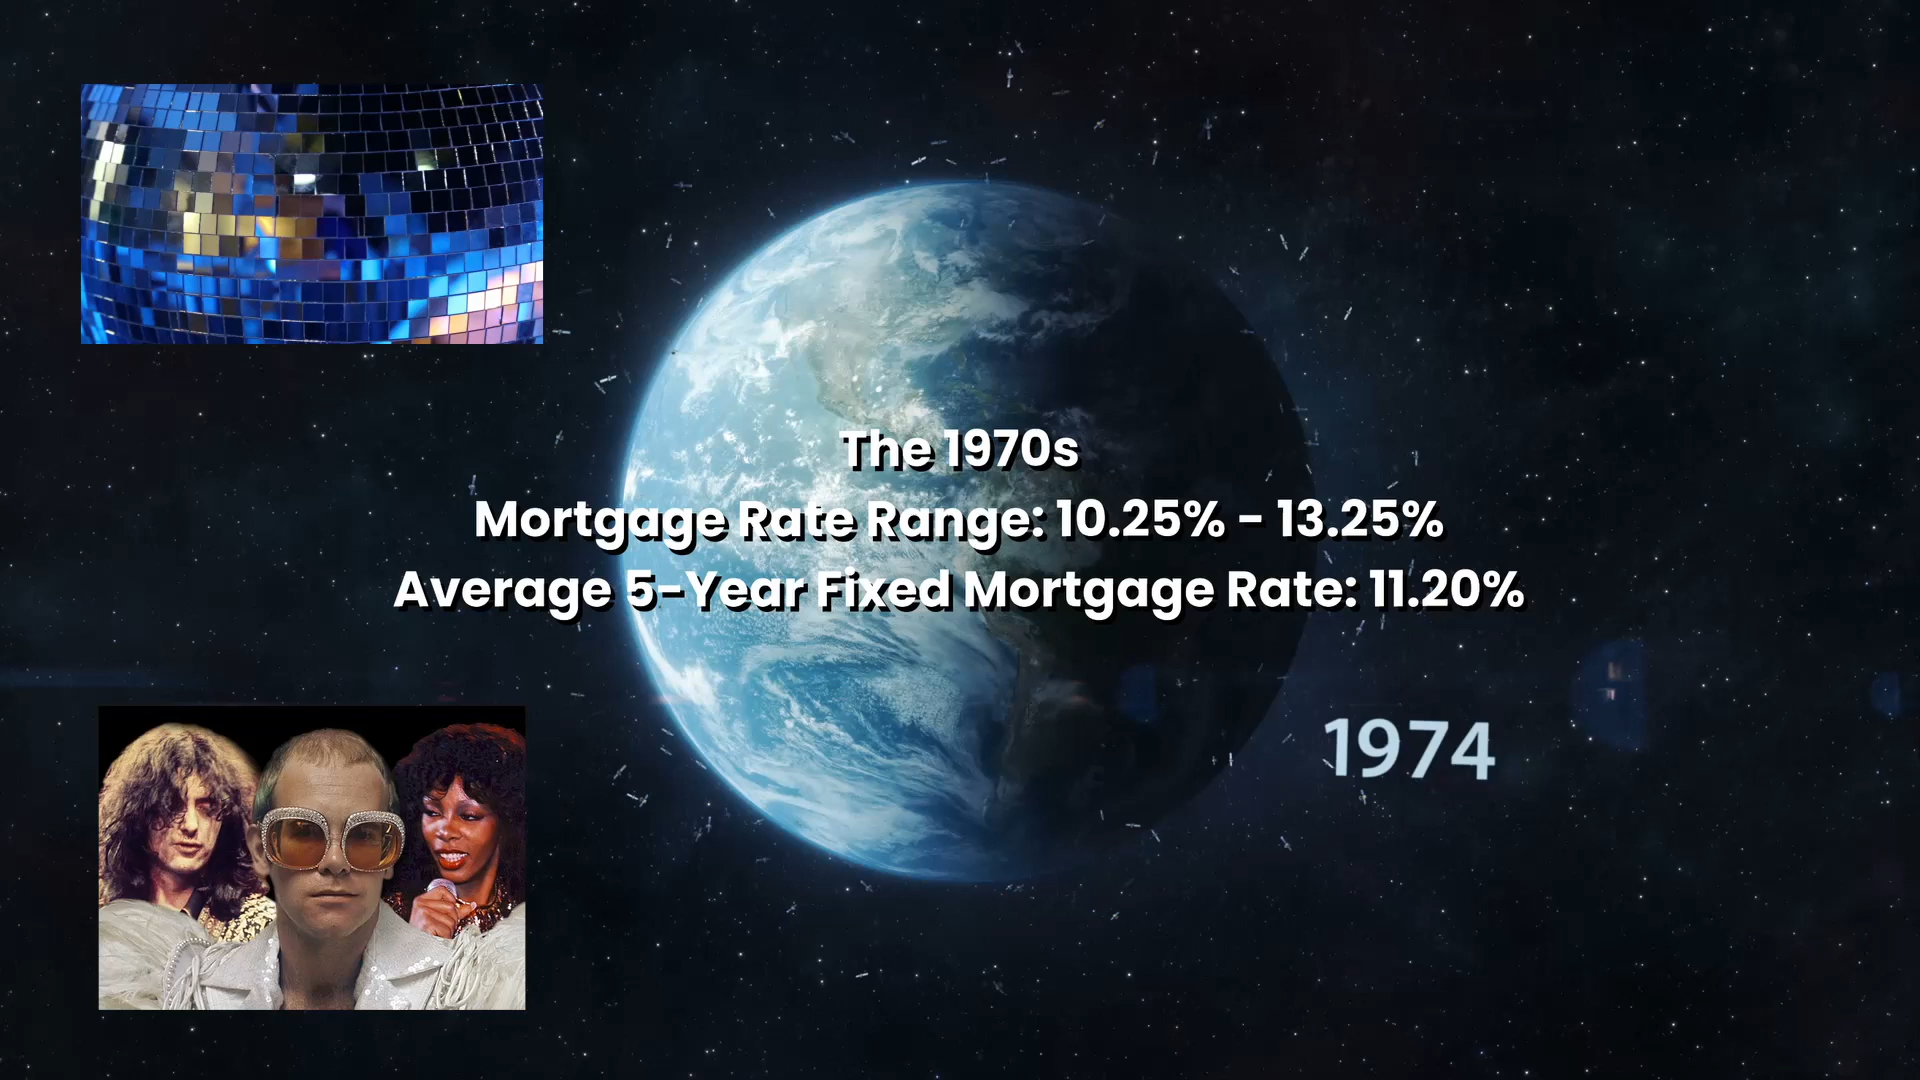 The 1970s
Mortgage Rate Range: 10.25% - 13.25%
Average 5-Year Fixed Mortgage Rate: 11.20%
1974